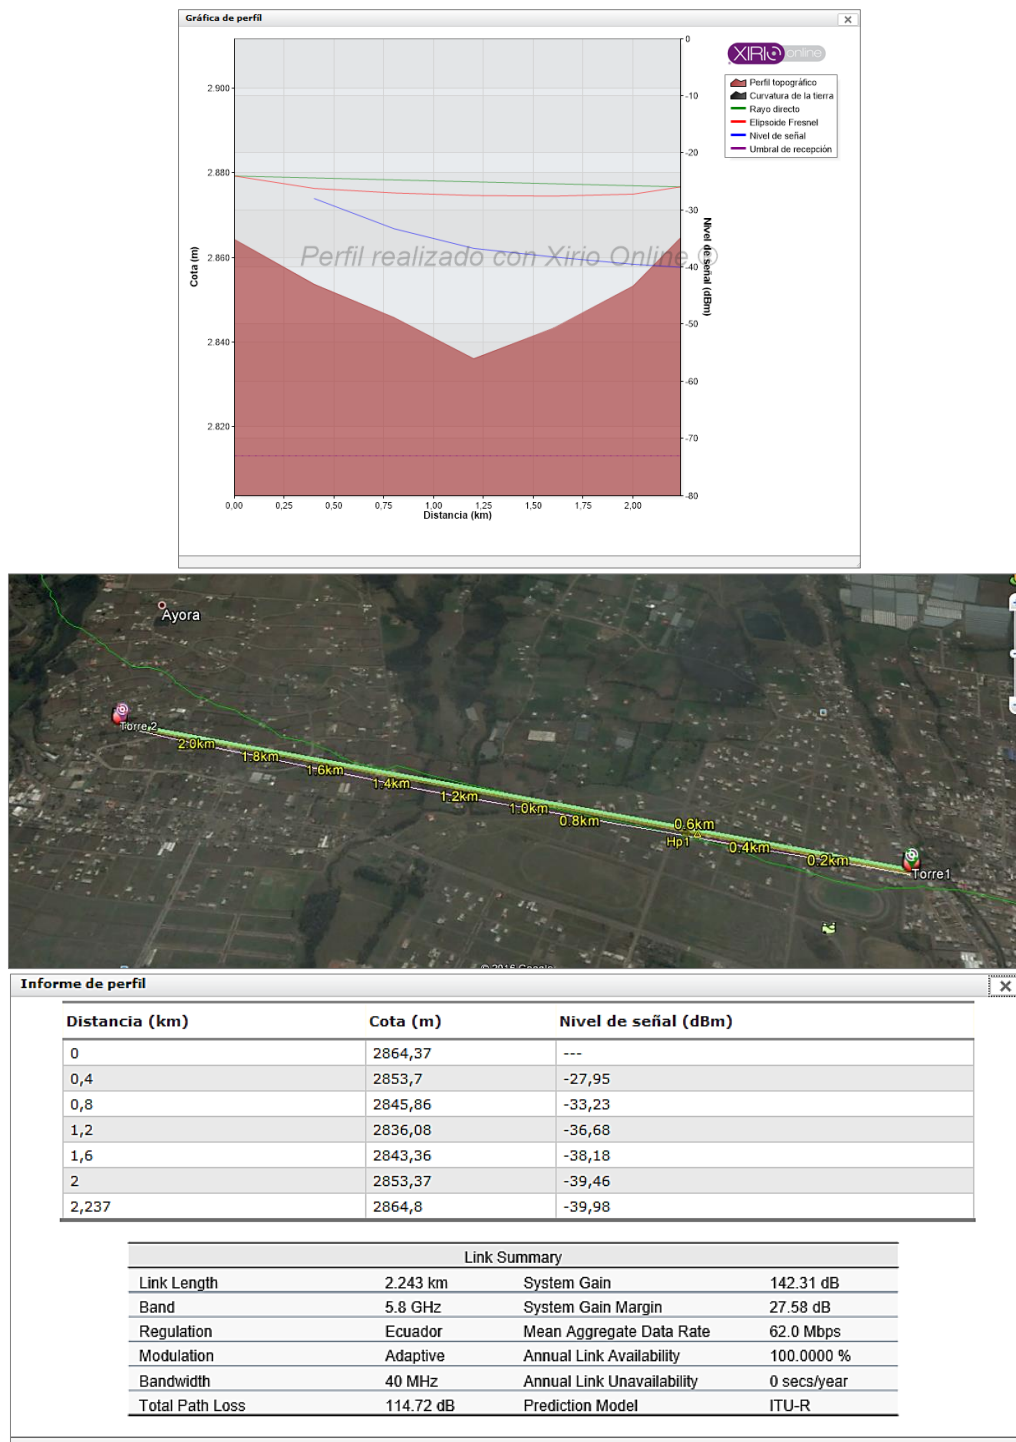 Gráfica de perfil
XIRIO online
Perfil topográfico
Curvatura de la tierra
Rayo directo
Elipsoide Fresnel
Nivel de señal
Umbral de recepción
2.900
2.880
2.860
2.840
2.820
Cota (m)
0
-10
-20
-30
-40
-50
-60
-70
-80
Nivel de señal (dBm)
Perfil realizado con Xirio Online ©
0,00 0,25 0,50 0,75 1,00 1,25 1,50 1,75 2,00
Distancia (km)
Ayora
Torre 2
2.0km
1.8km
1.6km
1.4km
1.2km
1.0km
0.8km
0.6km
Hp1
0.4km
0.2km
Torre1
© 2016 Google
Informe de perfil
Distancia (km) Cota (m) Nivel de señal (dBm)
0 2864,37 ---
0,4 2853,7 -27,95
0,8 2845,86 -33,23
1,2 2836,08 -36,68
1,6 2843,36 -38,18
2 2853,37 -39,46
2,237 2864,8 -39,98
Link Summary
Link Length 2.243 km System Gain 142.31 dB
Band 5.8 GHz System Gain Margin 27.58 dB
Regulation Ecuador Mean Aggregate Data Rate 62.0 Mbps
Modulation Adaptive Annual Link Availability 100.0000 %
Bandwidth 40 MHz Annual Link Unavailability 0 secs/year
Total Path Loss 114.72 dB Prediction Model ITU-R